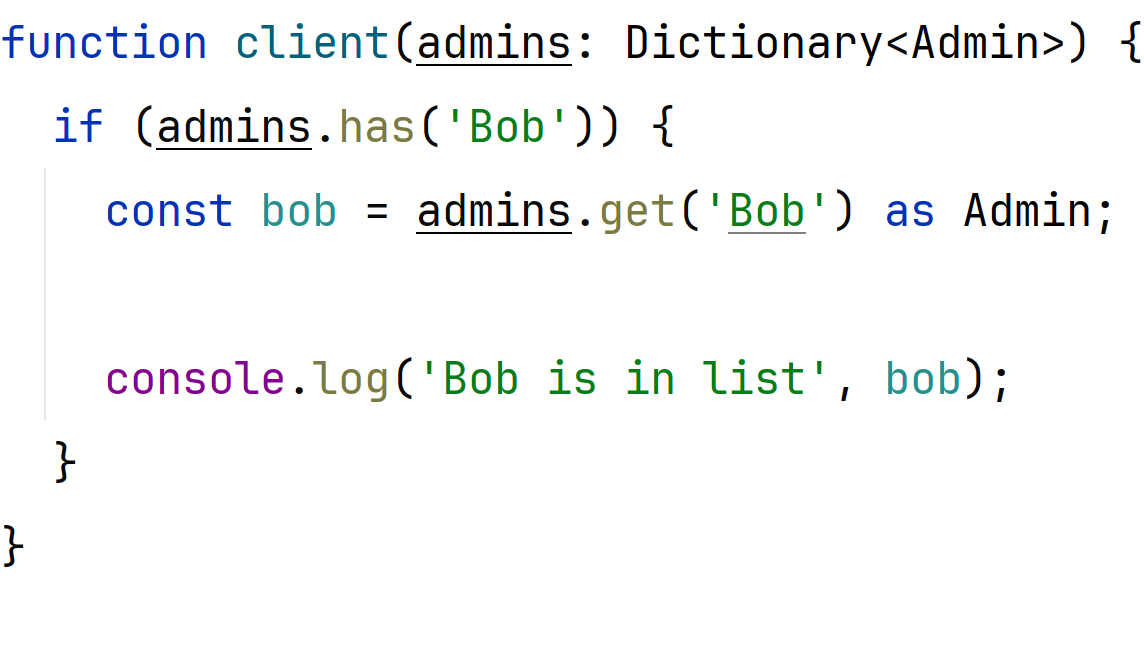 function client(admins: Dictionary<Admin>) {
  if (admins.has('Bob')) {
    const bob = admins.get('Bob') as Admin;

    console.log('Bob is in list', bob);
  }
}